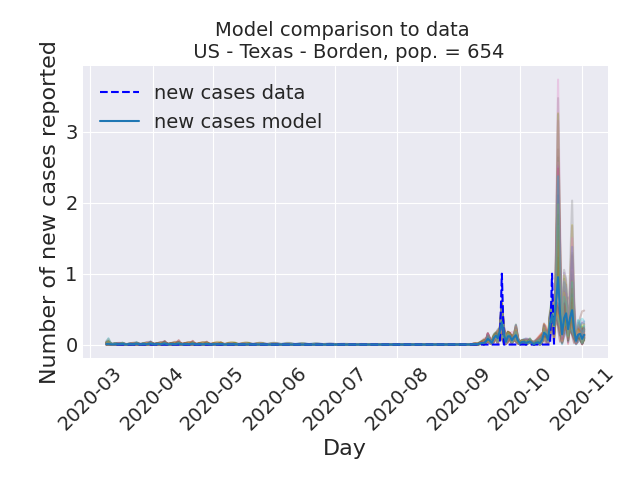 Model comparison to data
US - Texas - Borden, pop. = 654
new cases data
new cases model
Number of new cases reported
3
2
1
0
2020-03
2020-04
2020-05
2020-06
2020-07
2020-08
2020-09
2020-10
2020-11
Day